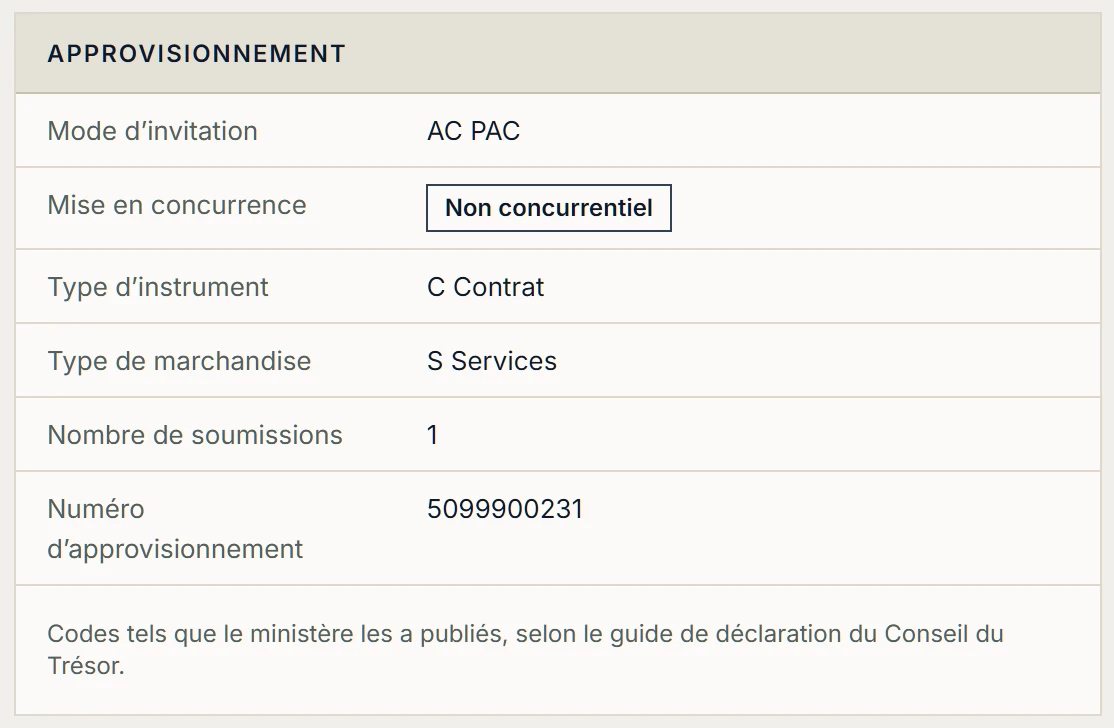 APPROVISIONNEMENT
Mode d’invitation AC PAC
Mise en concurrence Non concurrentiel
Type d’instrument C Contrat
Type de marchandise S Services
Nombre de soumissions 1
Numéro 5099900231
d’approvisionnement
Codes tels que le ministère les a publiés, selon le guide de déclaration du Conseil du
Trésor.